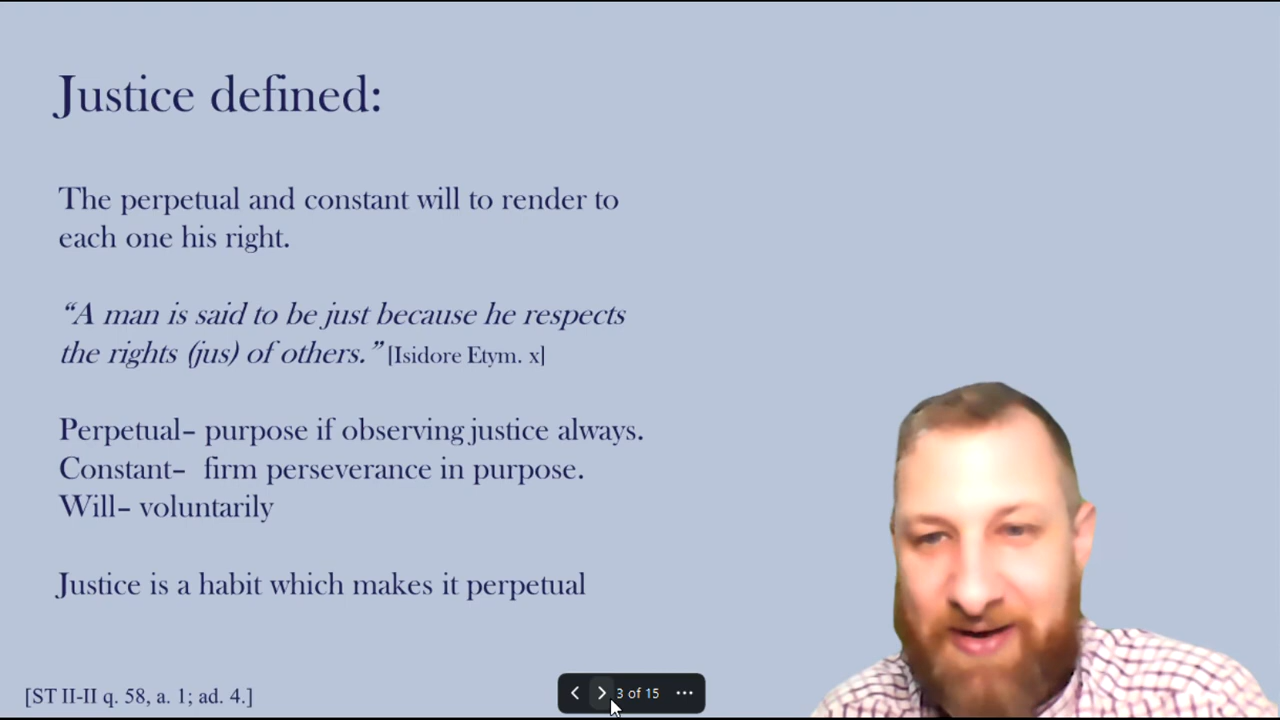 Justice defined:
The perpetual and constant will to render to
each one his right.
“A man is said to be just because he respects
the rights (jus) of others.” [Isidore Etym. x]
Perpetual– purpose if observing justice always.
Constant–  firm perseverance in purpose.
Will– voluntarily
Justice is a habit which makes it perpetual
[ST II-II q. 58, a. 1; ad. 4.]
3 of 15